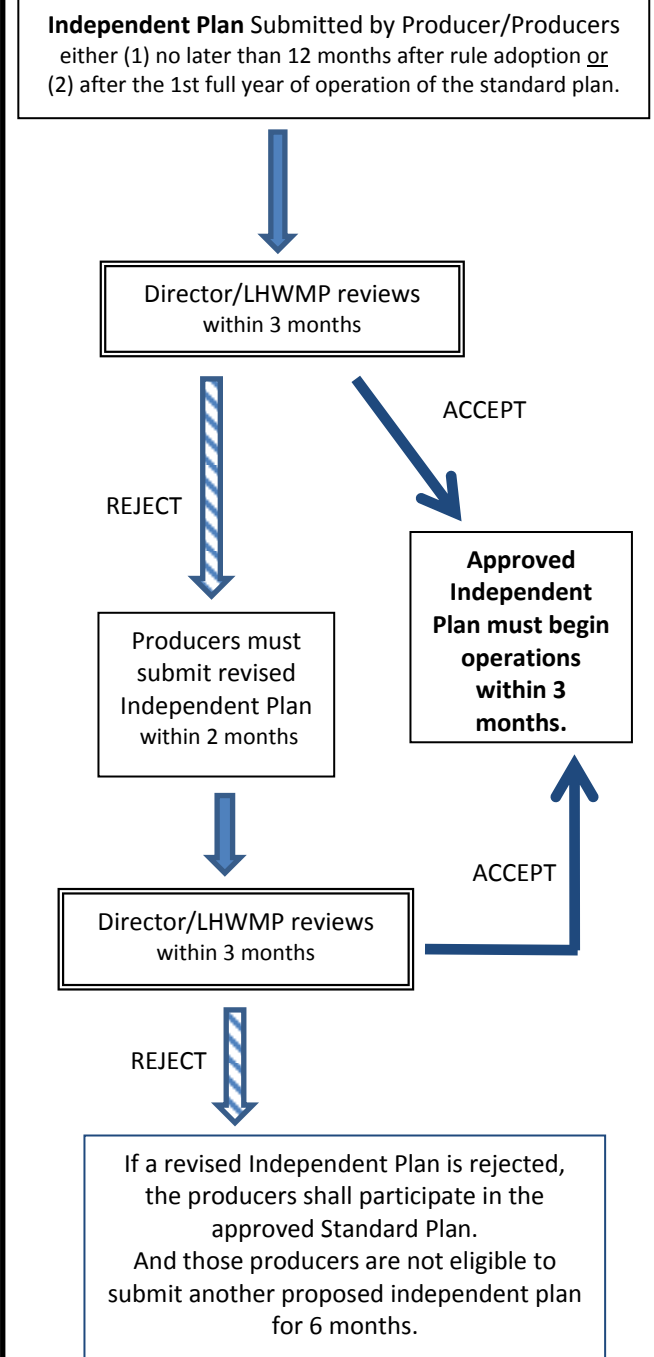 Independent Plan Submitted by Producer/Producers
either (1) no later than 12 months after rule adoption or
(2) after the 1st full year of operation of the standard plan.
Director/LHWMP reviews
within 3 months
ACCEPT
REJECT
Approved
Independent
Plan must begin
operations
within 3
months.
Producers must
submit revised
Independent Plan
within 2 months
ACCEPT
Director/LHWMP reviews
within 3 months
REJECT
If a revised Independent Plan is rejected,
the producers shall participate in the
approved Standard Plan.
And those producers are not eligible to
submit another proposed independent plan
for 6 months.